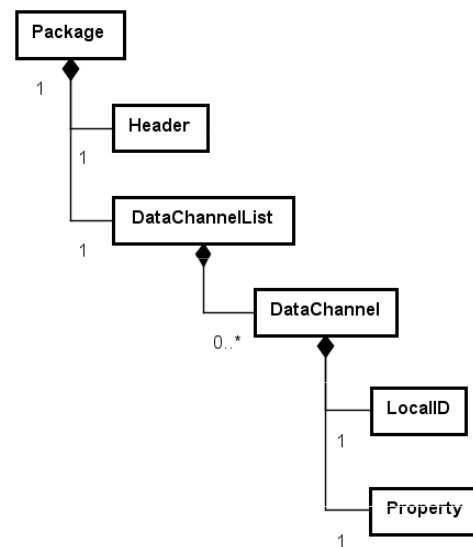 Package
1
Header
1
DataChannelList
1
DataChannel
0..*
LocalID
1
Property
1